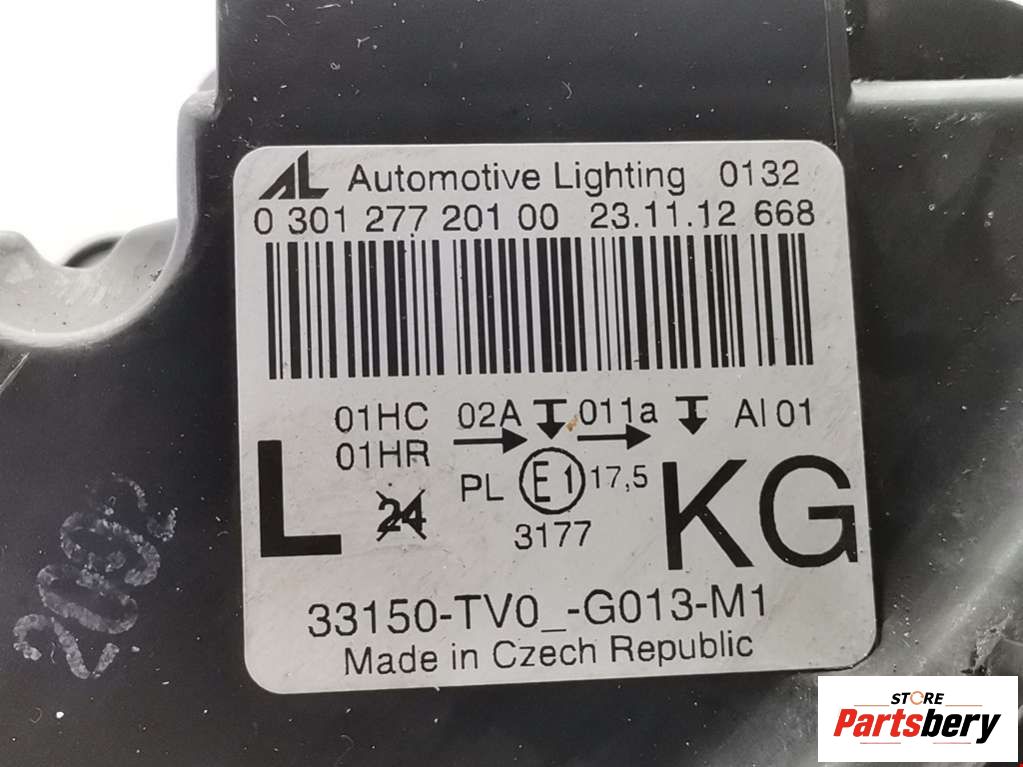 AL Automotive Lighting 0132
0 301 277 201 00 23.11.12 668
01HC 02A 011a AI 01
01HR
L 24 PL E1 17,5 KG
3177
33150-TV0_-G013-M1
Made in Czech Republic
STORE
Partsbery